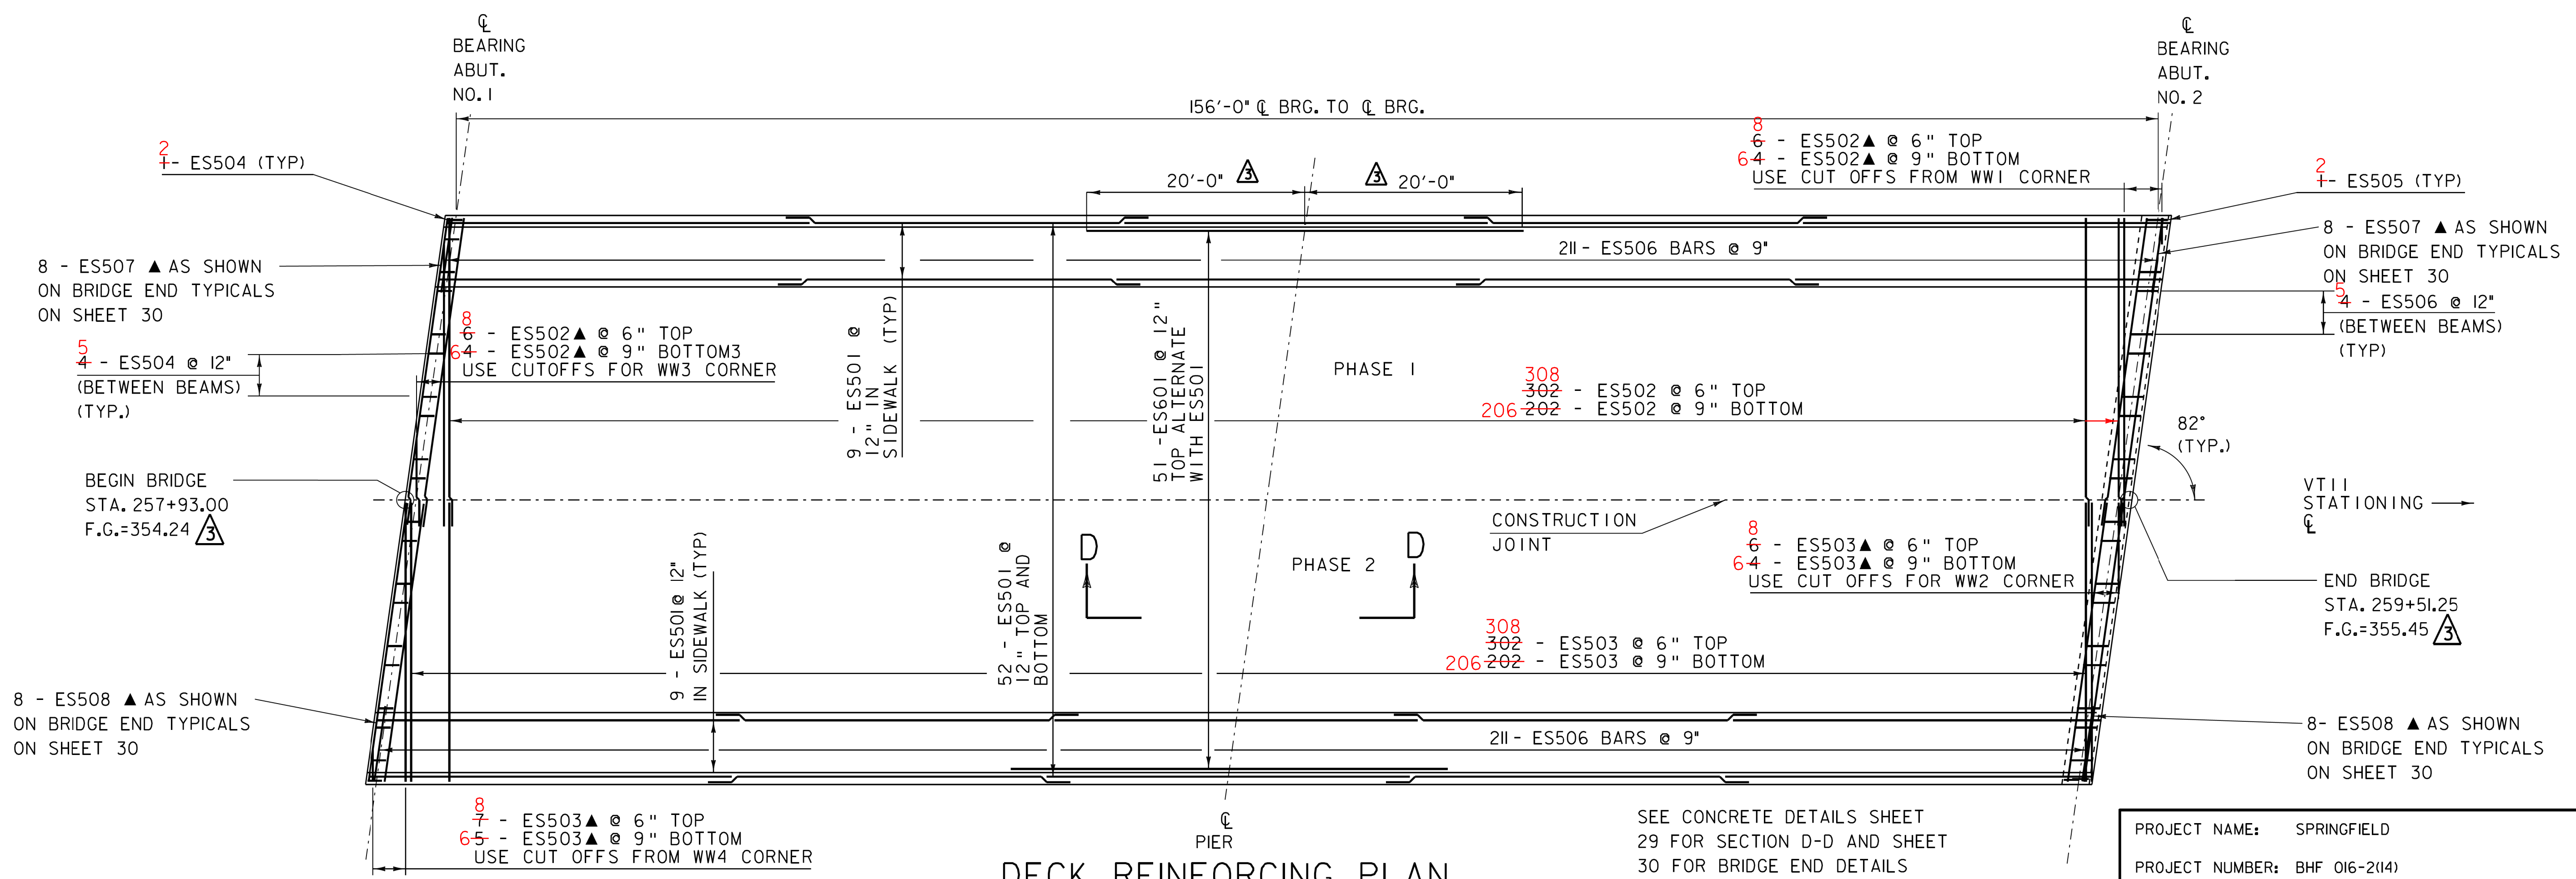 ℄
BEARING
ABUT.
NO. 1
℄
BEARING
ABUT.
NO. 2
156'-0" ℄ BRG. TO ℄ BRG.
2
1 - ES504 (TYP)
20'-0" 3
3 20'-0"
8
6 - ES502▲ @ 6" TOP
6 4 - ES502▲ @ 9" BOTTOM
USE CUT OFFS FROM WW1 CORNER
2
1 - ES505 (TYP)
8 - ES507 ▲ AS SHOWN
ON BRIDGE END TYPICALS
ON SHEET 30
211 - ES506 BARS @ 9"
8 - ES507 ▲ AS SHOWN
ON BRIDGE END TYPICALS
ON SHEET 30
5
4 - ES506 @ 12"
(BETWEEN BEAMS)
(TYP)
8
6 - ES502▲ @ 6" TOP
6 4 - ES502▲ @ 9" BOTTOM3
USE CUTOFFS FOR WW3 CORNER
5
4 - ES504 @ 12"
(BETWEEN BEAMS)
(TYP.)
9 - ES501 @
12" IN
SIDEWALK (TYP)
51 -ES601 @ 12"
TOP ALTERNATE
WITH ES501
PHASE 1
308
302 - ES502 @ 6" TOP
206 202 - ES502 @ 9" BOTTOM
82°
(TYP.)
BEGIN BRIDGE
STA. 257+93.00
F.G.=354.24 3
VT11
STATIONING
℄
CONSTRUCTION
JOINT
9 - ES501@ 12"
IN SIDEWALK (TYP)
52 - ES501 @
12" TOP AND
BOTTOM
D
D
PHASE 2
8
6 - ES503▲ @ 6" TOP
6 4 - ES503▲ @ 9" BOTTOM
USE CUT OFFS FOR WW2 CORNER
END BRIDGE
STA. 259+51.25
F.G.=355.45 3
308
302 - ES503 @ 6" TOP
206 202 - ES503 @ 9" BOTTOM
8 - ES508 ▲ AS SHOWN
ON BRIDGE END TYPICALS
ON SHEET 30
211 - ES506 BARS @ 9"
8- ES508 ▲ AS SHOWN
ON BRIDGE END TYPICALS
ON SHEET 30
8
7 - ES503▲ @ 6" TOP
6 5 - ES503▲ @ 9" BOTTOM
USE CUT OFFS FROM WW4 CORNER
℄
PIER
SEE CONCRETE DETAILS SHEET
29 FOR SECTION D-D AND SHEET
30 FOR BRIDGE END DETAILS
DECK REINFORCING PLAN
PROJECT NAME: SPRINGFIELD
PROJECT NUMBER: BHF 016-2(14)